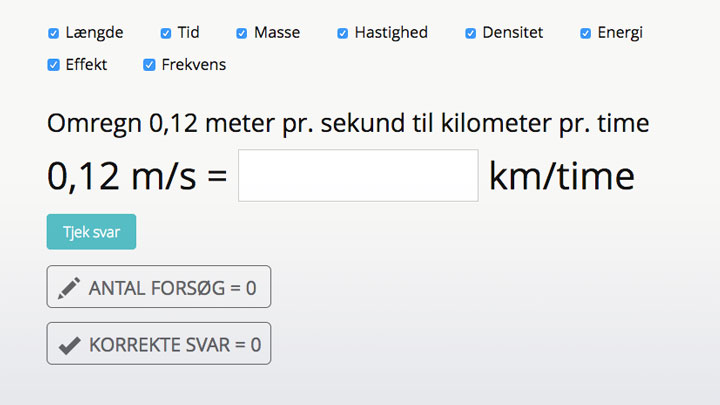 Længde Tid Masse Hastighed Densitet Energi
Effekt Frekvens
Omregn 0,12 meter pr. sekund til kilometer pr. time
0,12 m/s = km/time
Tjek svar
ANTAL FORSØG = 0
KORREKTE SVAR = 0